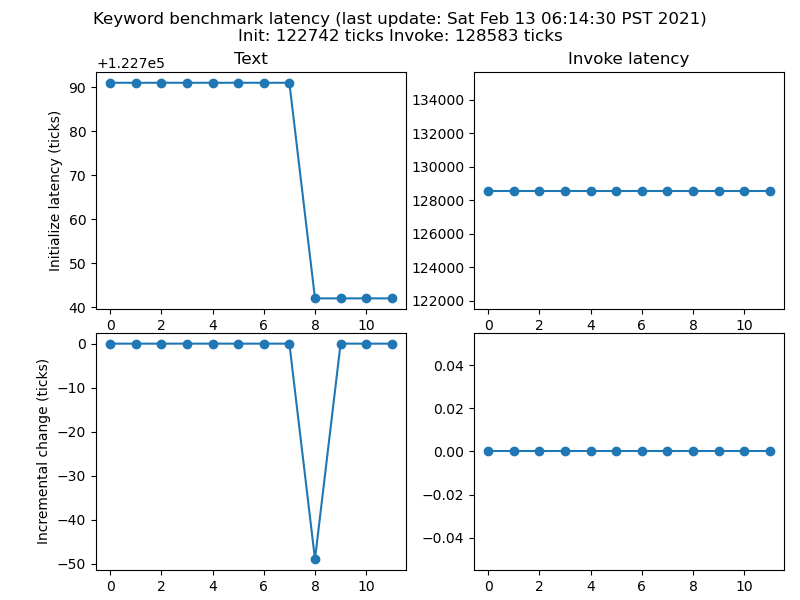 Keyword benchmark latency (last update: Sat Feb 13 06:14:30 PST 2021)
Init: 122742 ticks Invoke: 128583 ticks
Text
+1.227e5
Initialize latency (ticks)
90
80
70
60
50
40
0 2 4 6 8 10
Invoke latency
134000
132000
130000
128000
126000
124000
122000
0 2 4 6 8 10
Incremental change (ticks)
0
−10
−20
−30
−40
−50
0 2 4 6 8 10
0.04
0.02
0.00
−0.02
−0.04
0 2 4 6 8 10